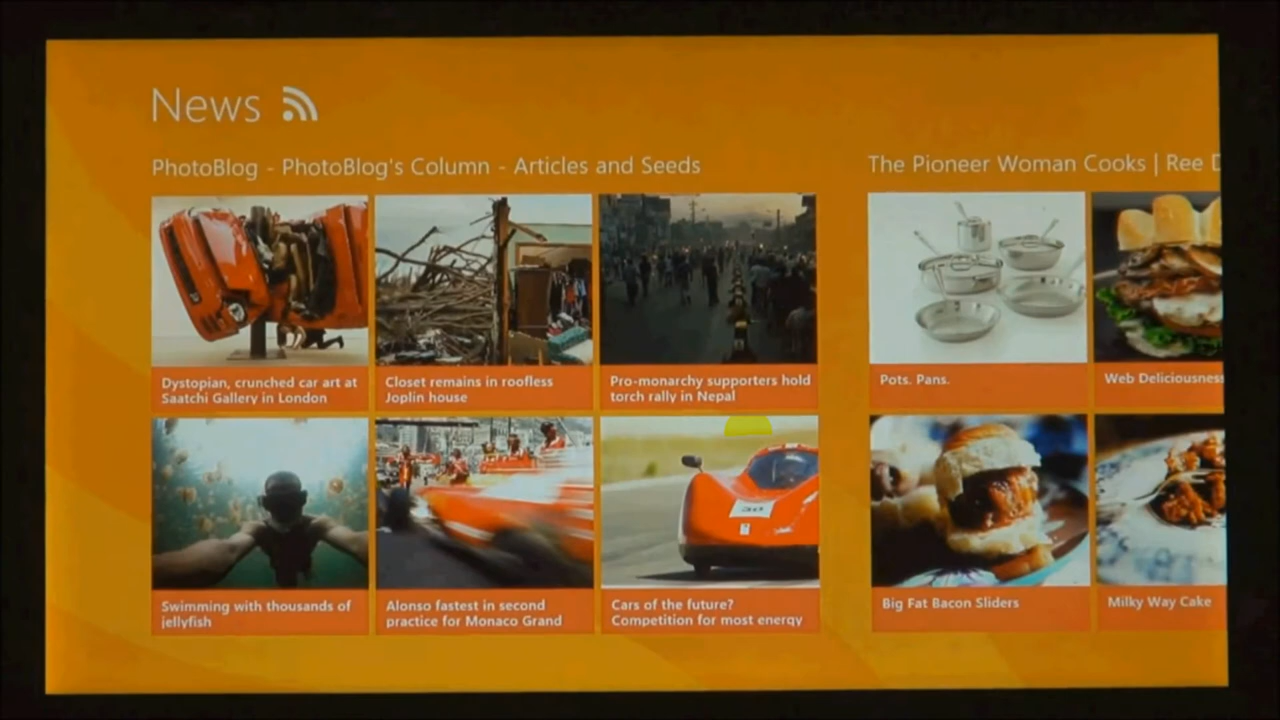 News
PhotoBlog - PhotoBlog's Column - Articles and Seeds
The Pioneer Woman Cooks | Ree
Dystopian, crunched car art at
Saatchi Gallery in London
Closet remains in roofless
Joplin house
Pro-monarchy supporters hold
torch rally in Nepal
Pots. Pans.
Web Deliciousness
Swimming with thousands of
jellyfish
Alonso fastest in second
practice for Monaco Grand
30
Cars of the future?
Competition for most energy
Big Fat Bacon Sliders
Milky Way Cake